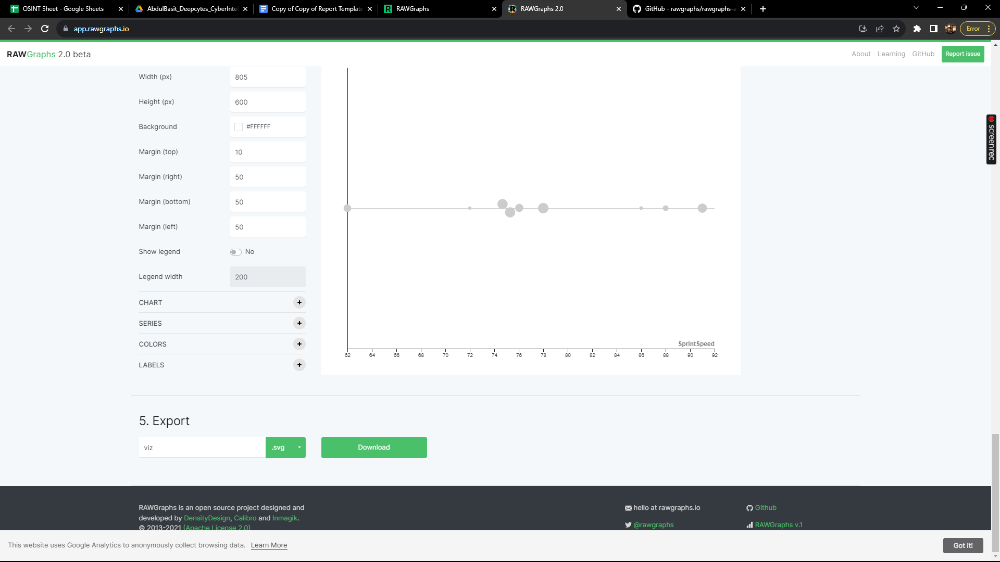 OSINT Sheet - Google Sheets
AbdulBasit_Deepcytes_CyberIntel
Copy of Copy of Report Template
RAWGraphs
RAWGraphs 2.0
GitHub - rawgraphs/rawgraphs-a
app.rawgraphs.io
Error
RAWGraphs 2.0 beta
About
Learning
GitHub
Report issue
Width (px)
805
Height (px)
600
Background
#FFFFFF
Margin (top)
10
Margin (right)
50
Margin (bottom)
50
Margin (left)
50
Show legend
No
Legend width
200
CHART
SERIES
COLORS
LABELS
SprintSpeed
62 64 66 68 70 72 74 76 78 80 82 84 86 88 90 92
screenrec
5. Export
viz
.svg
Download
RAWGraphs is an open source project designed and
developed by DensityDesign, Calibro and Inmagik.
© 2013-2021 (Apache License 2.0)
hello at rawgraphs.io
@rawgraphs
Github
RAWGraphs v.1
This website uses Google Analytics to anonymously collect browsing data. Learn More
Got it!